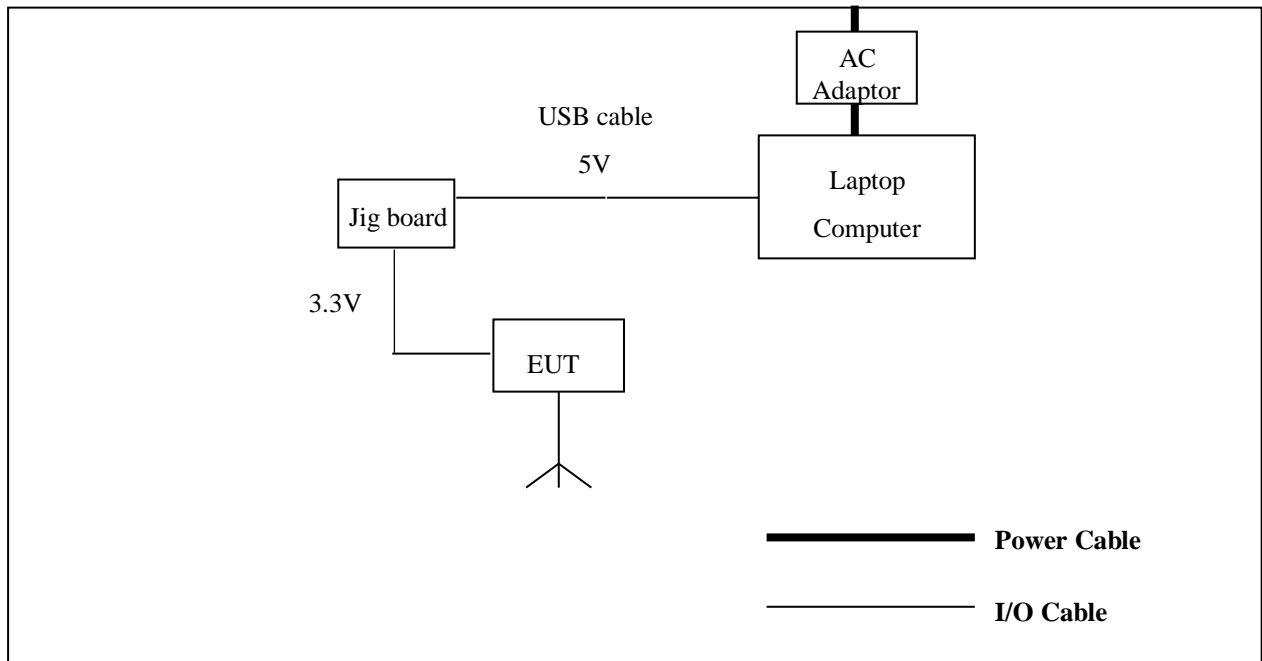 AC
Adaptor
USB cable
5V
Laptop
Computer
Jig board
3.3V
EUT
Power Cable
I/O Cable